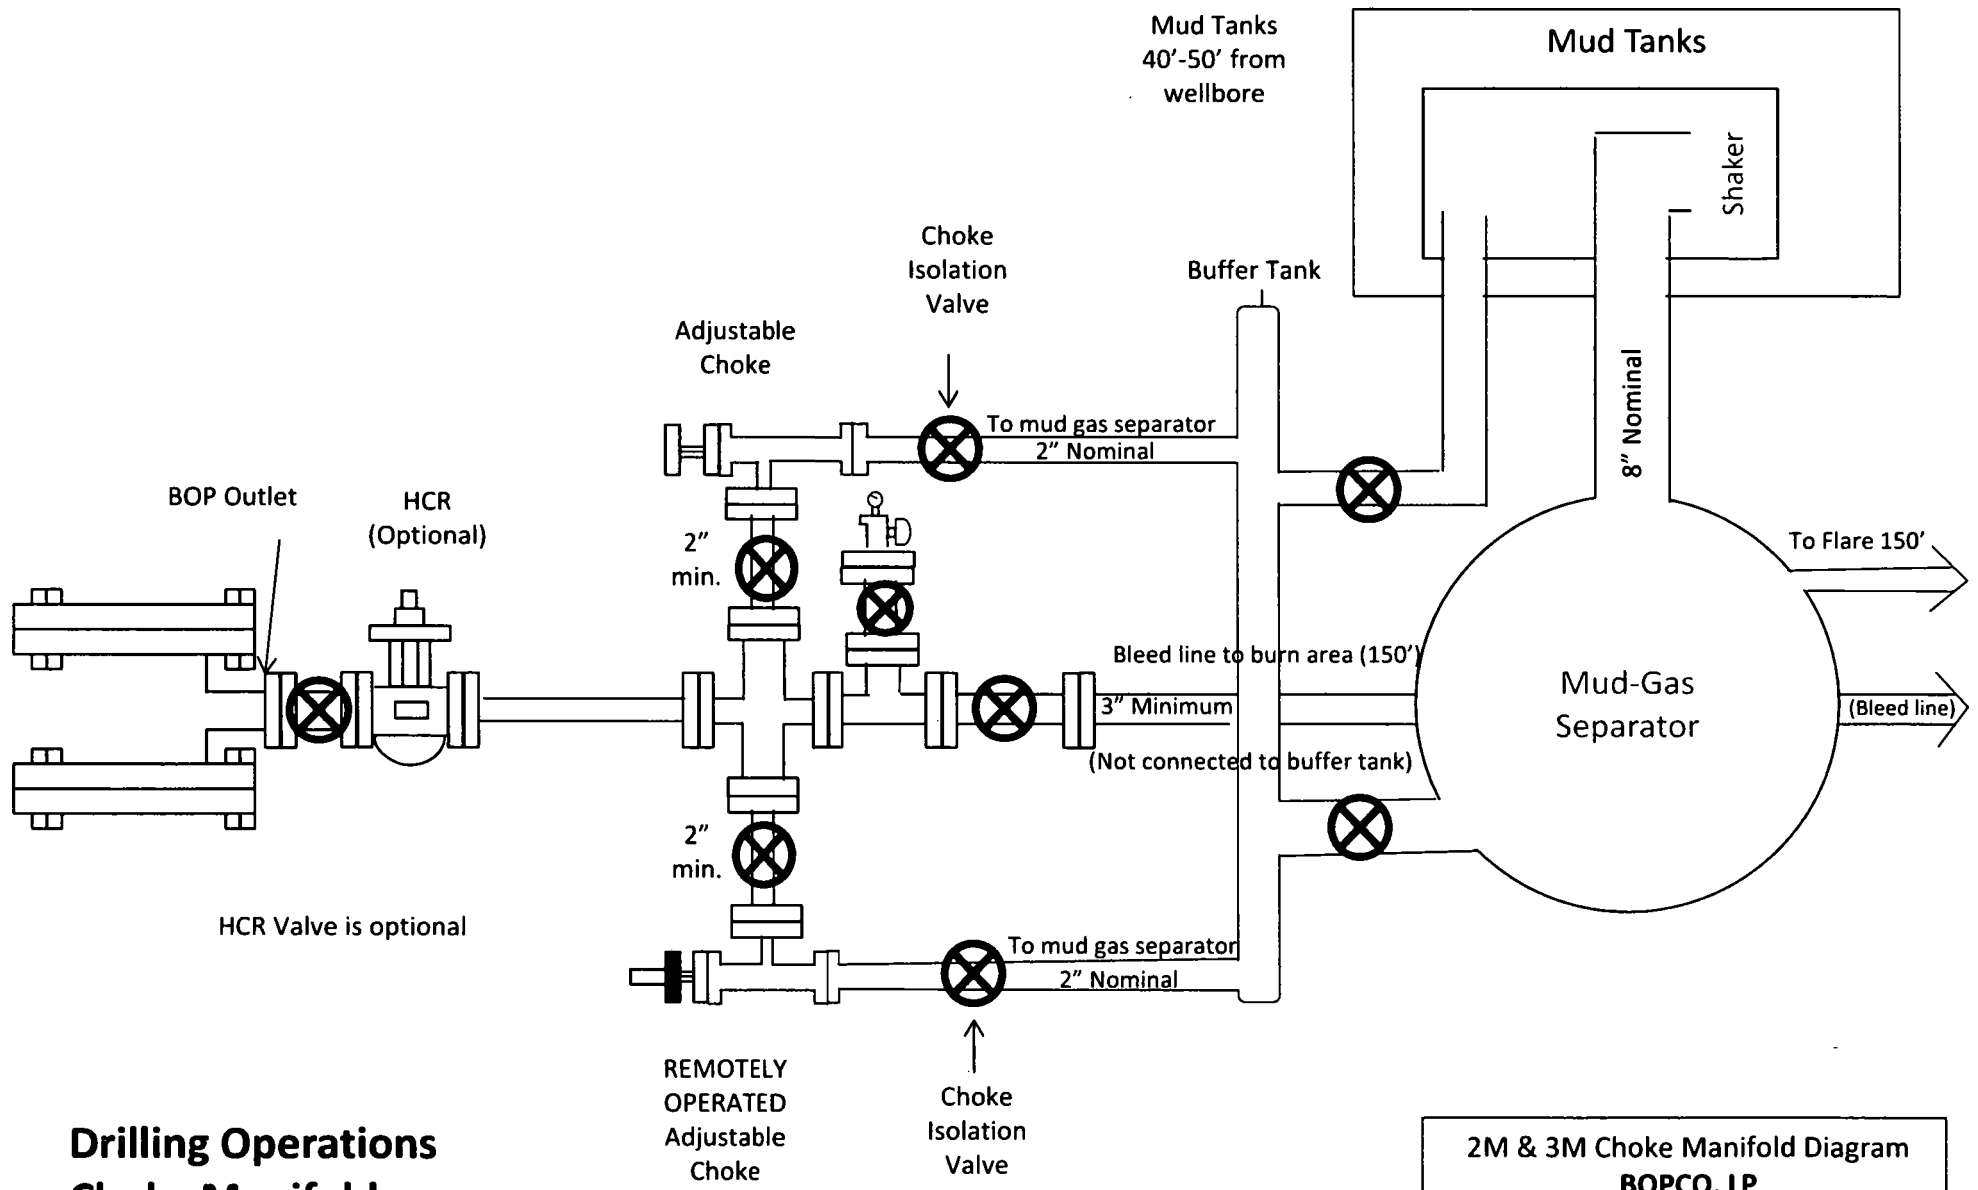 Mud Tanks
40’-50’ from
wellbore
Mud Tanks
Shaker
Choke
Isolation
Valve
Buffer Tank
Adjustable
Choke
8” Nominal
To mud gas separator
2” Nominal
BOP Outlet
HCR
(Optional)
2”
min.
To Flare 150’
Bleed line to burn area (150’)
3” Minimum
(Not connected to buffer tank)
Mud-Gas
Separator
(Bleed line)
2”
min.
HCR Valve is optional
To mud gas separator
2” Nominal
REMOTELY
OPERATED
Adjustable
Choke
Choke
Isolation
Valve
Drilling Operations
Choke Manifold
2M & 3M Choke Manifold Diagram
BOPCO, LP